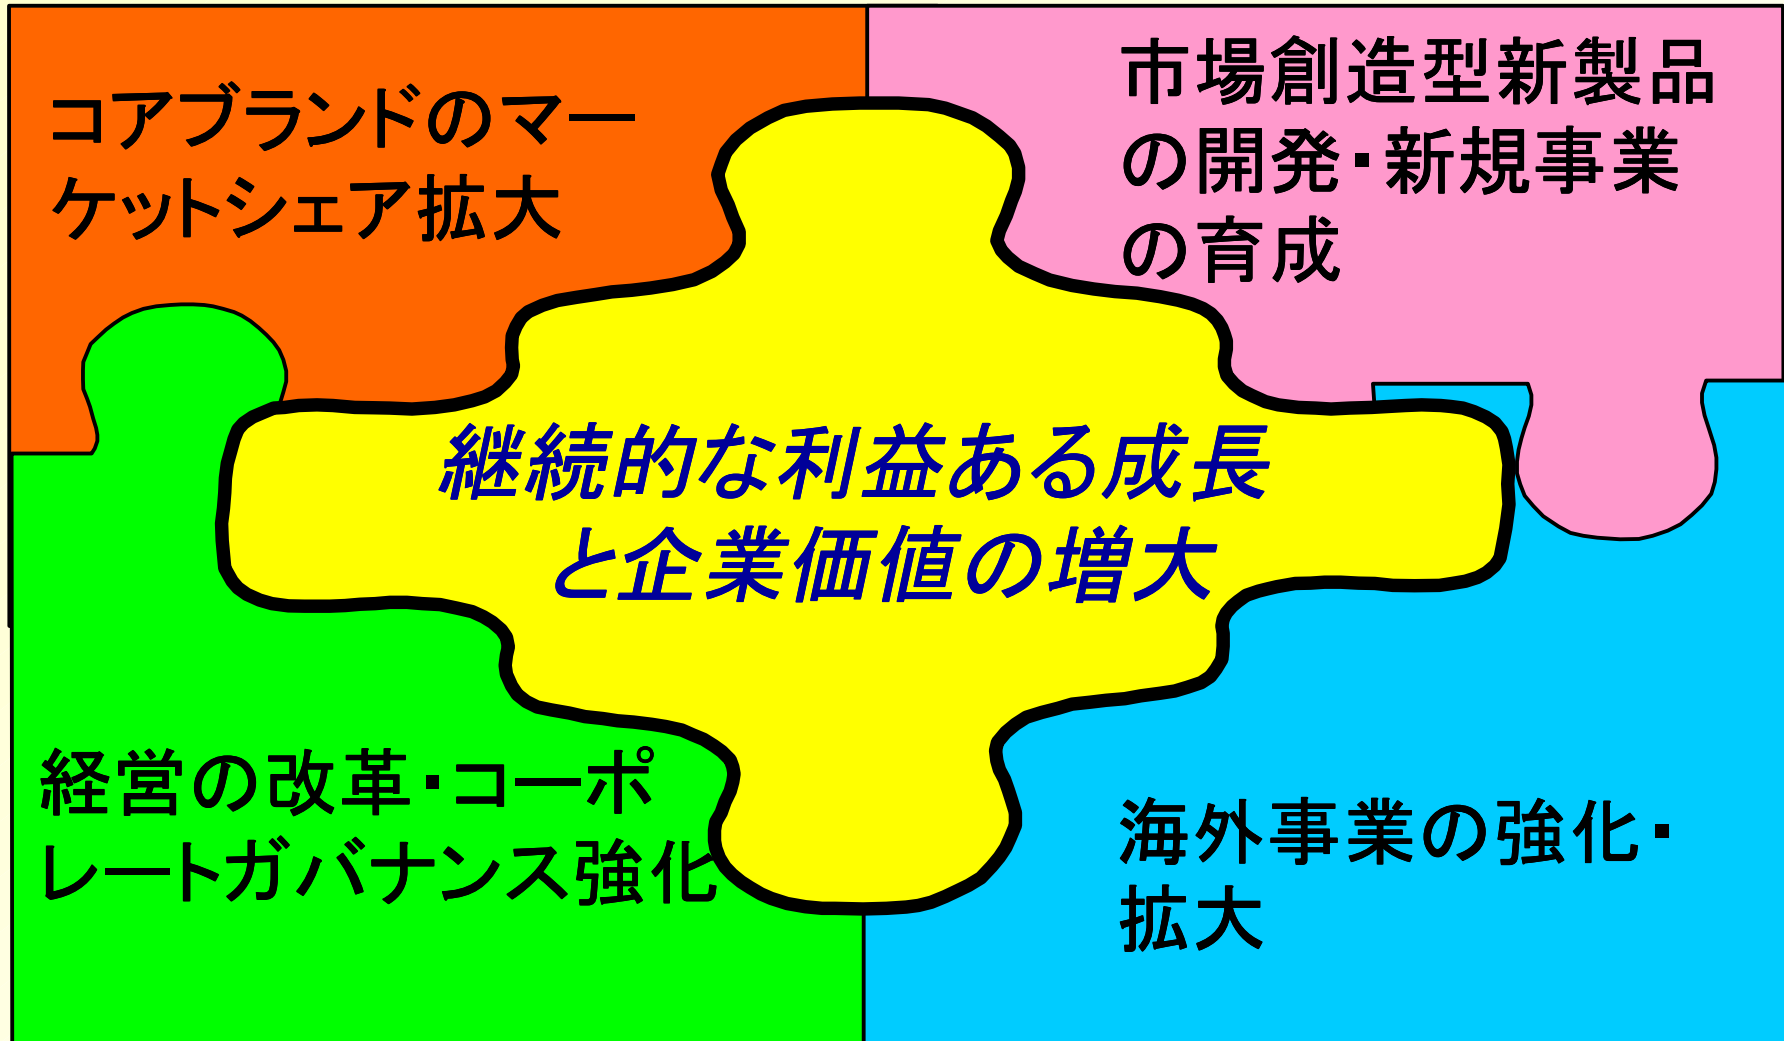 コアブランドのマー
ケットシェア拡大
市場創造型新製品
の開発・新規事業
の育成
継続的な利益ある成長
と企業価値の増大
経営の改革・コーポ
レートガバナンス強化
海外事業の強化・
拡大